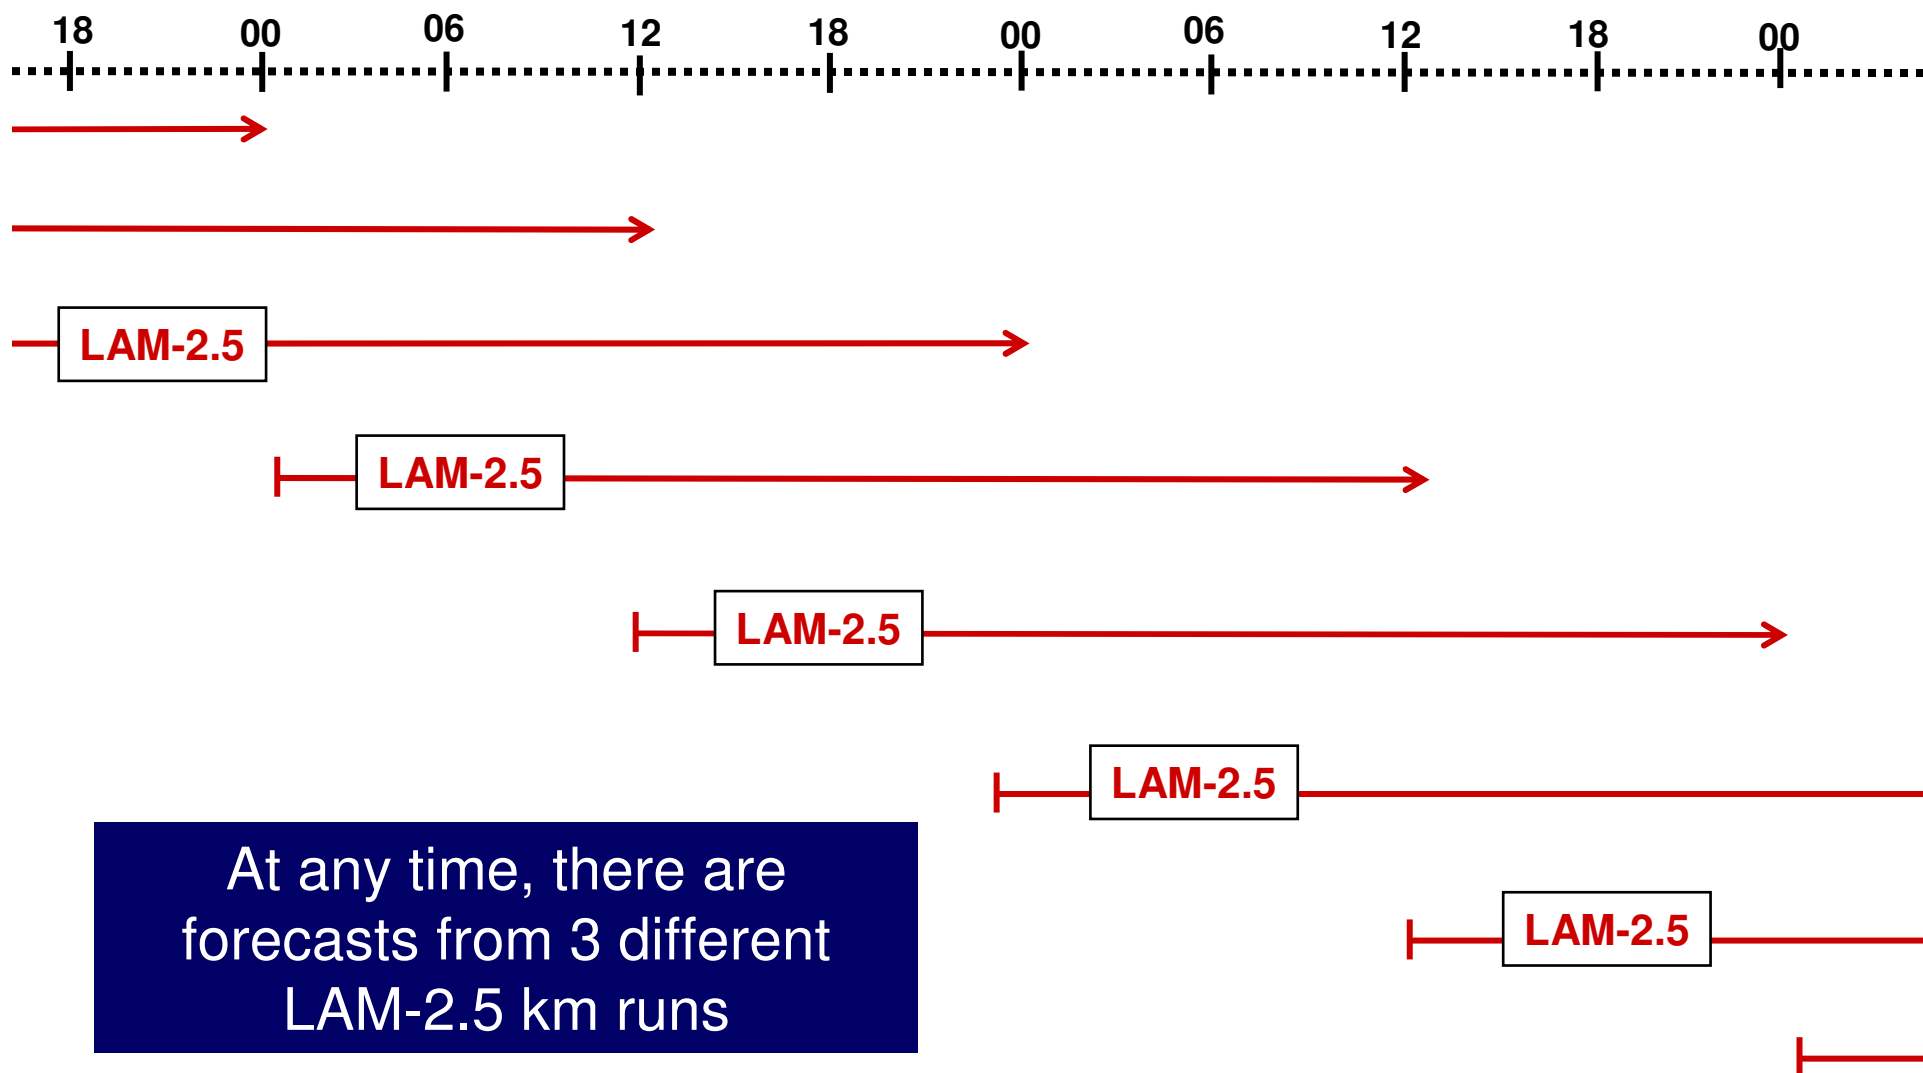 18 00 06 12 18 00 06 12 18 00
LAM-2.5
LAM-2.5
LAM-2.5
LAM-2.5
LAM-2.5
At any time, there are
forecasts from 3 different
LAM-2.5 km runs